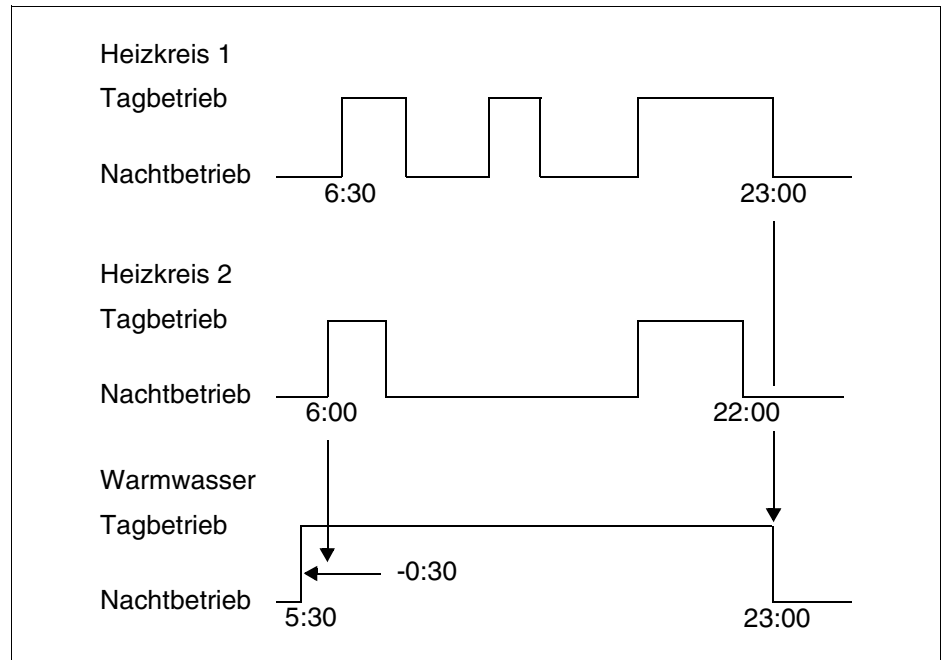 Heizkreis 1
Tagbetrieb
Nachtbetrieb
6:30
23:00
Heizkreis 2
Tagbetrieb
Nachtbetrieb
6:00
22:00
Warmwasser
Tagbetrieb
-0:30
Nachtbetrieb
5:30
23:00